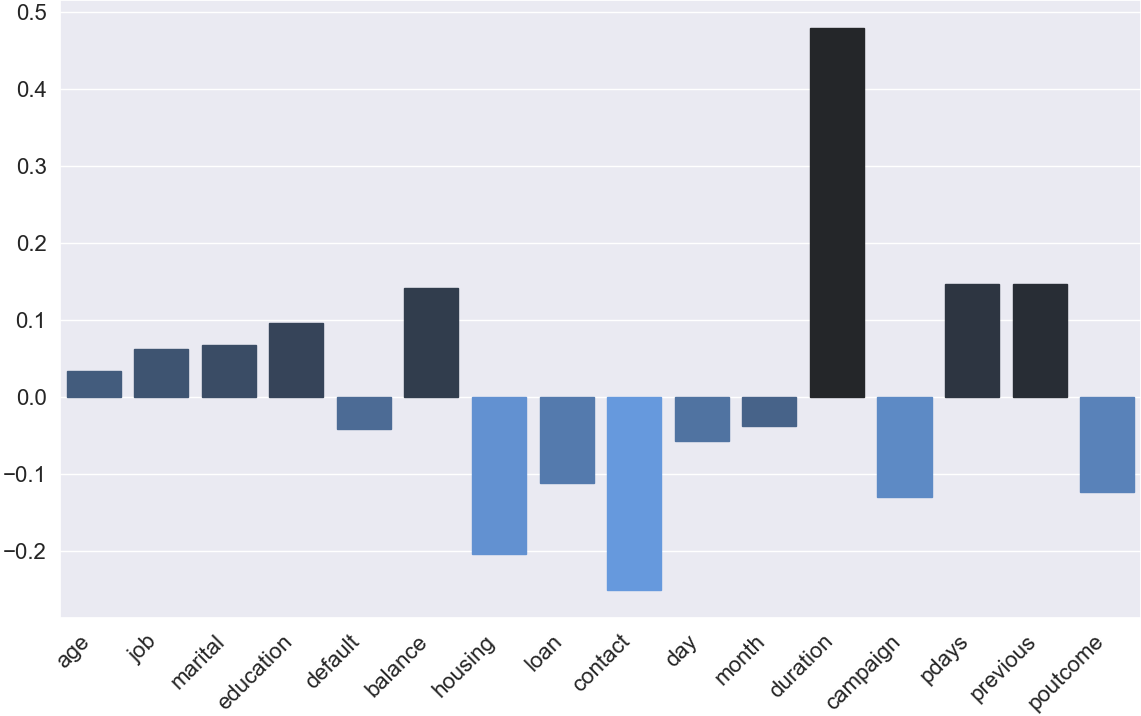 0.5
0.4
0.3
0.2
0.1
0.0
−0.1
−0.2
age
job
marital
education
default
balance
housing
loan
contact
day
month
duration
campaign
pdays
previous
poutcome